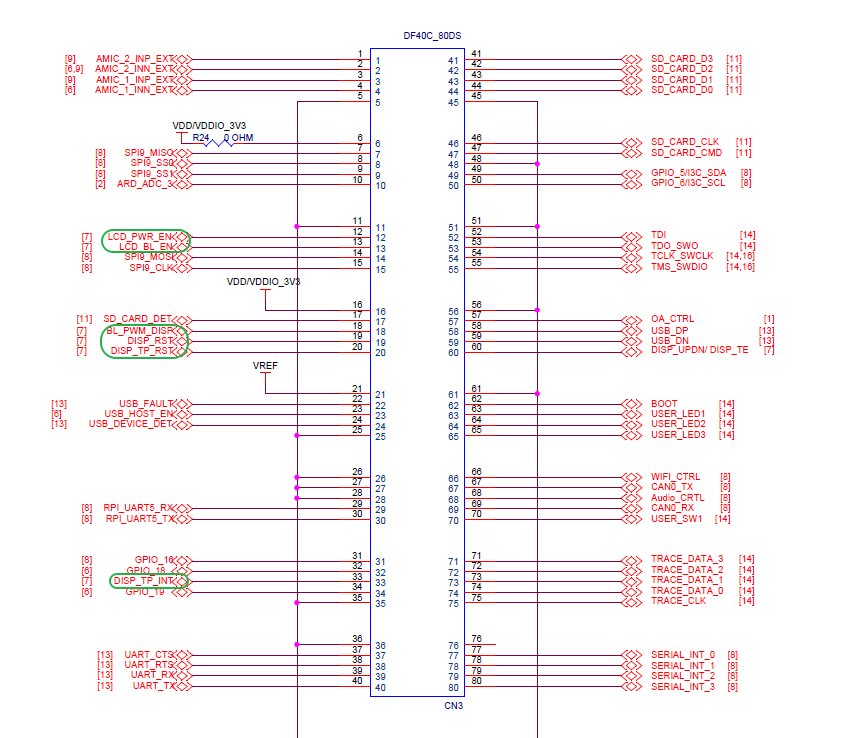 DF40C_80DS
1 41
[9] AMIC_2_INP_EXT 1 41 SD_CARD_D3 [11]
2 42
[6,9] AMIC_2_INN_EXT 2 42 SD_CARD_D2 [11]
3 43
[9] AMIC_1_INP_EXT 3 43 SD_CARD_D1 [11]
4 44
[6] AMIC_1_INN_EXT 4 44 SD_CARD_D0 [11]
5 45
5 45
VDD/VDDIO_3V3
R24 0 OHM 6 46
6 46 SD_CARD_CLK [11]
7 47
[8] SPI9_MISO 7 47 SD_CARD_CMD [11]
8 48
[8] SPI9_SS0 8 48
9 49
[8] SPI9_SS1 9 49 GPIO_5/I3C_SDA [8]
10 50
[2] ARD_ADC_3 10 50 GPIO_6/I3C_SCL [8]
11 51
11 51
12 52
[7] LCD_PWR_EN 12 52 TDI [14]
13 53
[7] LCD_BL_EN 13 53 TDO_SWO [14]
14 54
[8] SPI9_MOSI 14 54 TCLK_SWCLK [14,16]
15 55
[8] SPI9_CLK 15 55 TMS_SWDIO [14,16]
VDD/VDDIO_3V3
16 56
16 56
17 57
[11] SD_CARD_DET 17 57 OA_CTRL [1]
18 58
[7] BL_PWM_DISP 18 58 USB_DP [13]
19 59
[7] DISP_RST 19 59 USB_DN [13]
20 60
[7] DISP_TP_RST 20 60 DISP_UPDN/ DISP_TE [7]
VREF
21 61
21 61
22 62
[13] USB_FAULT 22 62 BOOT [14]
23 63
[6] USB_HOST_EN 23 63 USER_LED1 [14]
24 64
[13] USB_DEVICE_DET 24 64 USER_LED2 [14]
25 65
25 65 USER_LED3 [14]
26 66
26 66 WIFI_CTRL [8]
27 67
27 67 CAN0_TX [8]
28 68
28 68 Audio_CRTL [8]
29 69
[8] RPI_UART5_RX 29 69 CAN0_RX [8]
30 70
[8] RPI_UART5_TX 30 70 USER_SW1 [14]
31 71
[8] GPIO_16 31 71 TRACE_DATA_3 [14]
32 72
[6] GPIO_18 32 72 TRACE_DATA_2 [14]
33 73
[7] DISP_TP_INT 33 73 TRACE_DATA_1 [14]
34 74
[6] GPIO_19 34 74 TRACE_DATA_0 [14]
35 75
35 75 TRACE_CLK [14]
36 76
36 76
37 77
[13] UART_CTS 37 77 SERIAL_INT_0 [8]
38 78
[13] UART_RTS 38 78 SERIAL_INT_1 [8]
39 79
[13] UART_RX 39 79 SERIAL_INT_2 [8]
40 80
[13] UART_TX 40 80 SERIAL_INT_3 [8]
CN3